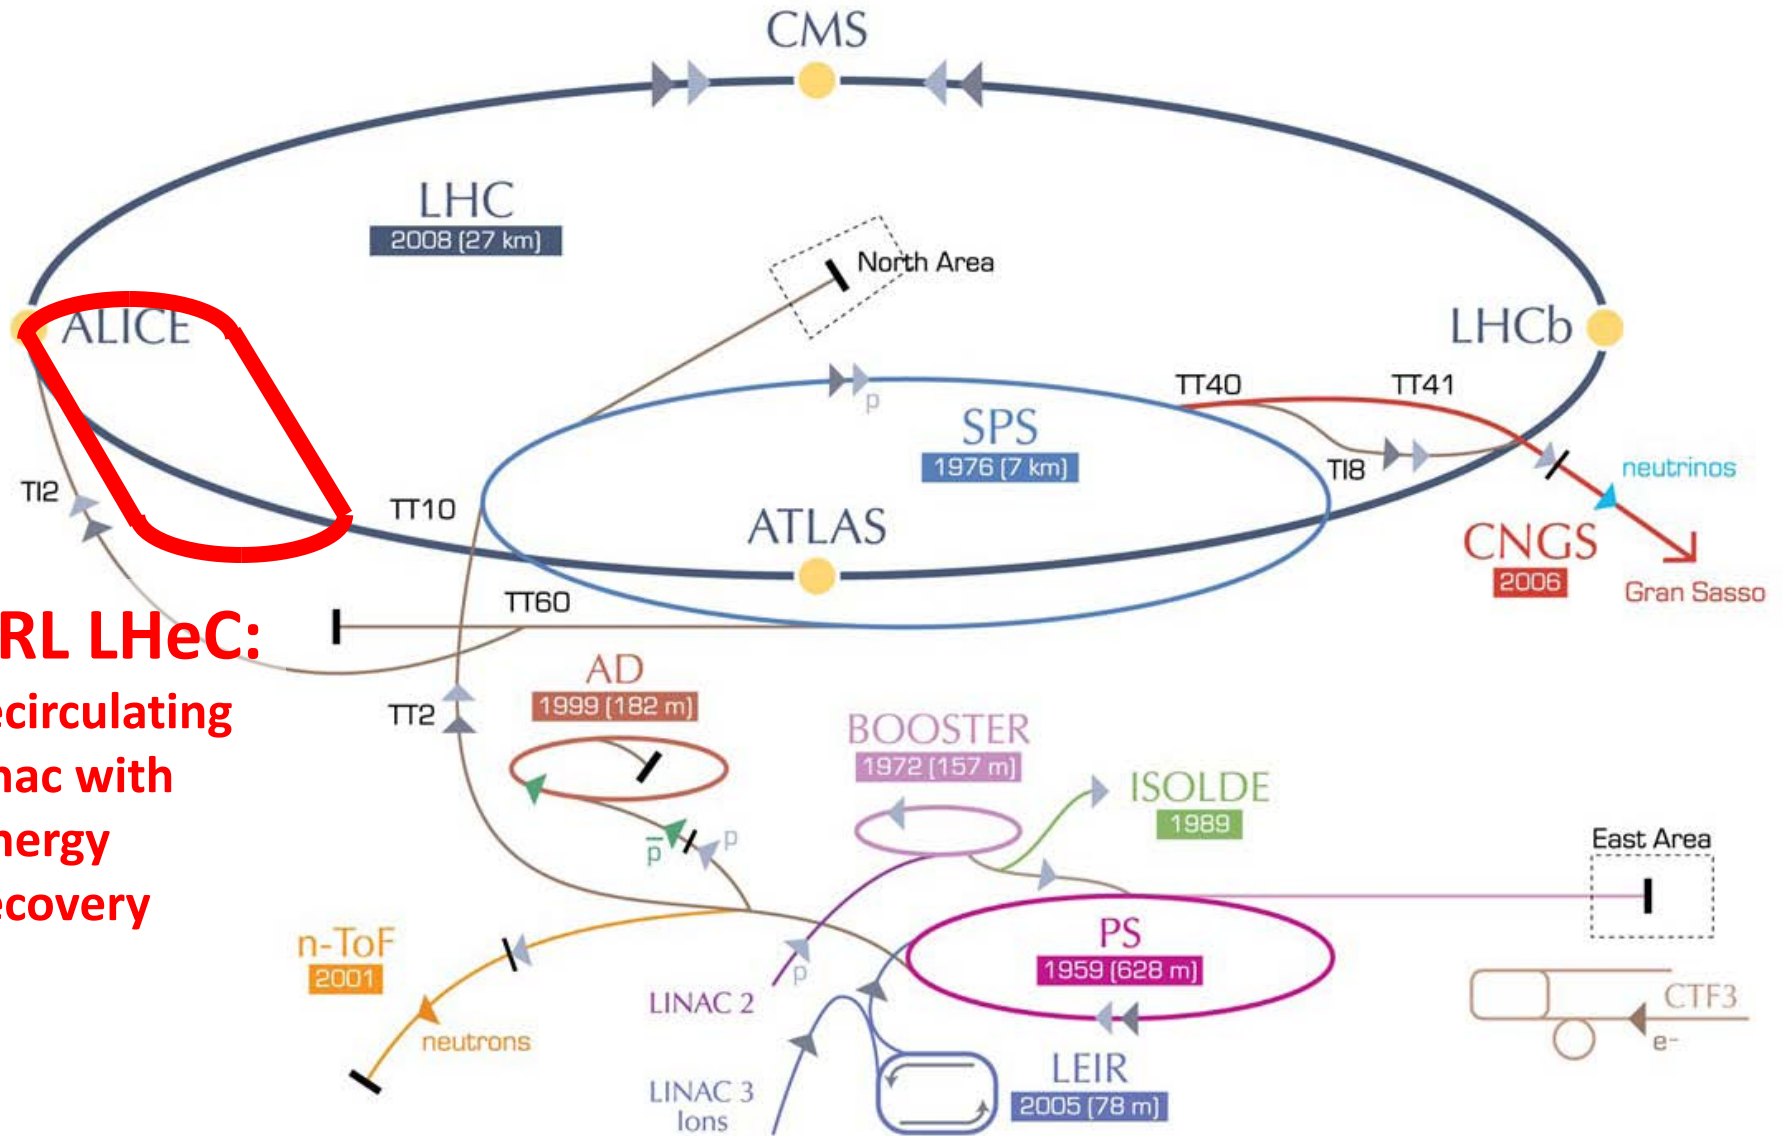 CMS
LHC
2008 (27 km)
North Area
ALICE
LHCb
TT40
TT41
p
SPS
1976 (7 km)
TI8
neutrinos
TI2
TT10
ATLAS
CNGS
2006
Gran Sasso
TT60
RL LHeC:
ecirculating
nac with
nergy
ecovery
AD
1999 (182 m)
TT2
BOOSTER
1972 (157 m)
ISOLDE
1989
p̅
p
East Area
n-ToF
2001
neutrons
p
LINAC 2
PS
1959 (628 m)
CTF3
e-
LINAC 3
Ions
LEIR
2005 (78 m)